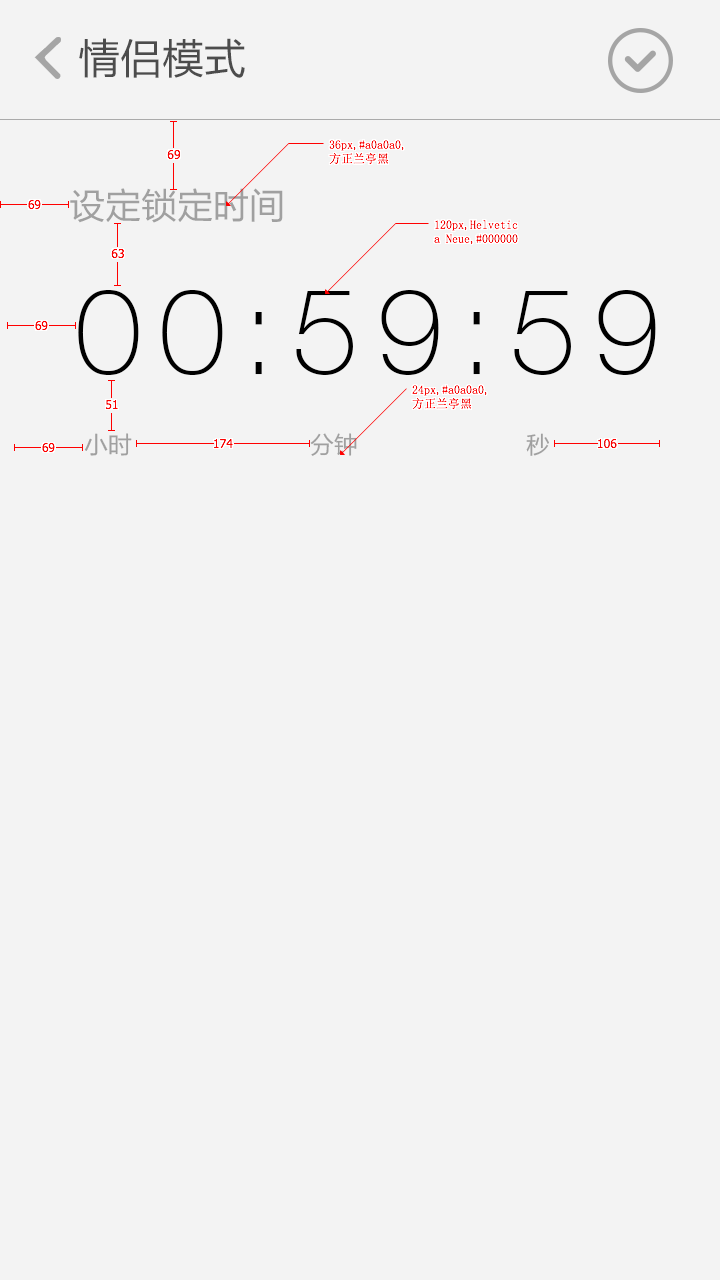 情侣模式
69
36px,#a0a0a0,
方正兰亭黑
69
设定锁定时间
120px,Helvetic
a Neue,#000000
63
69
00:59:59
24px,#a0a0a0,
方正兰亭黑
51
69
小时
174
分钟
秒
106